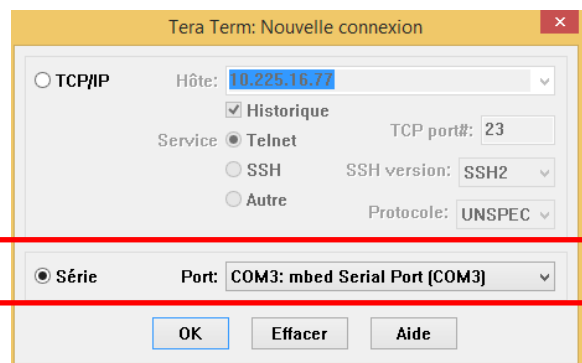 Tera Term: Nouvelle connexion
TCP/IP Hôte: 10.225.16.77
Historique
Service Telnet TCP port#: 23
SSH SSH version: SSH2
Autre Protocole: UNSPEC
Série Port: COM3: mbed Serial Port (COM3)
OK Effacer Aide